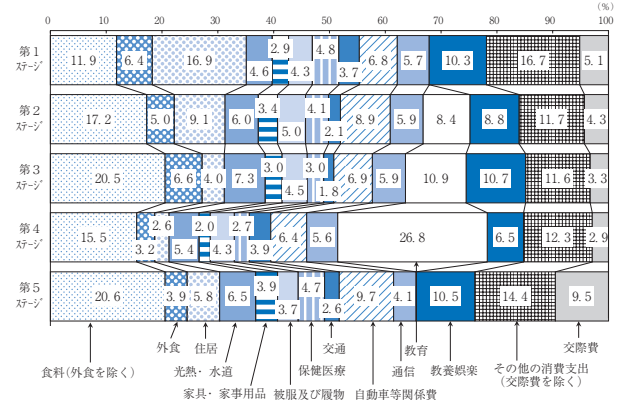 (%)
0 10 20 30 40 50 60 70 80 90 100
第1
ステージ
11.9 6.4 16.9 4.6 2.9 4.3 4.8 3.7 6.8 5.7 10.3 16.7 5.1
第2
ステージ
17.2 5.0 9.1 6.0 3.4 5.0 4.1 2.1 8.9 5.9 8.4 8.8 11.7 4.3
第3
ステージ
20.5 6.6 4.0 7.3 3.0 4.5 3.0 1.8 6.9 5.9 10.9 10.7 11.6 3.3
第4
ステージ
15.5 3.2 2.6 5.4 2.0 4.3 2.7 3.9 6.4 5.6 26.8 6.5 12.3 2.9
第5
ステージ
20.6 3.9 5.8 6.5 3.9 3.7 4.7 2.6 9.7 4.1 10.5 14.4 9.5
外食 住居 交通 教育 交際費
食料(外食を除く) 光熱・水道 保健医療 通信 教養娯楽 その他の消費支出
(交際費を除く)
家具・家事用品 被服及び履物 自動車等関係費